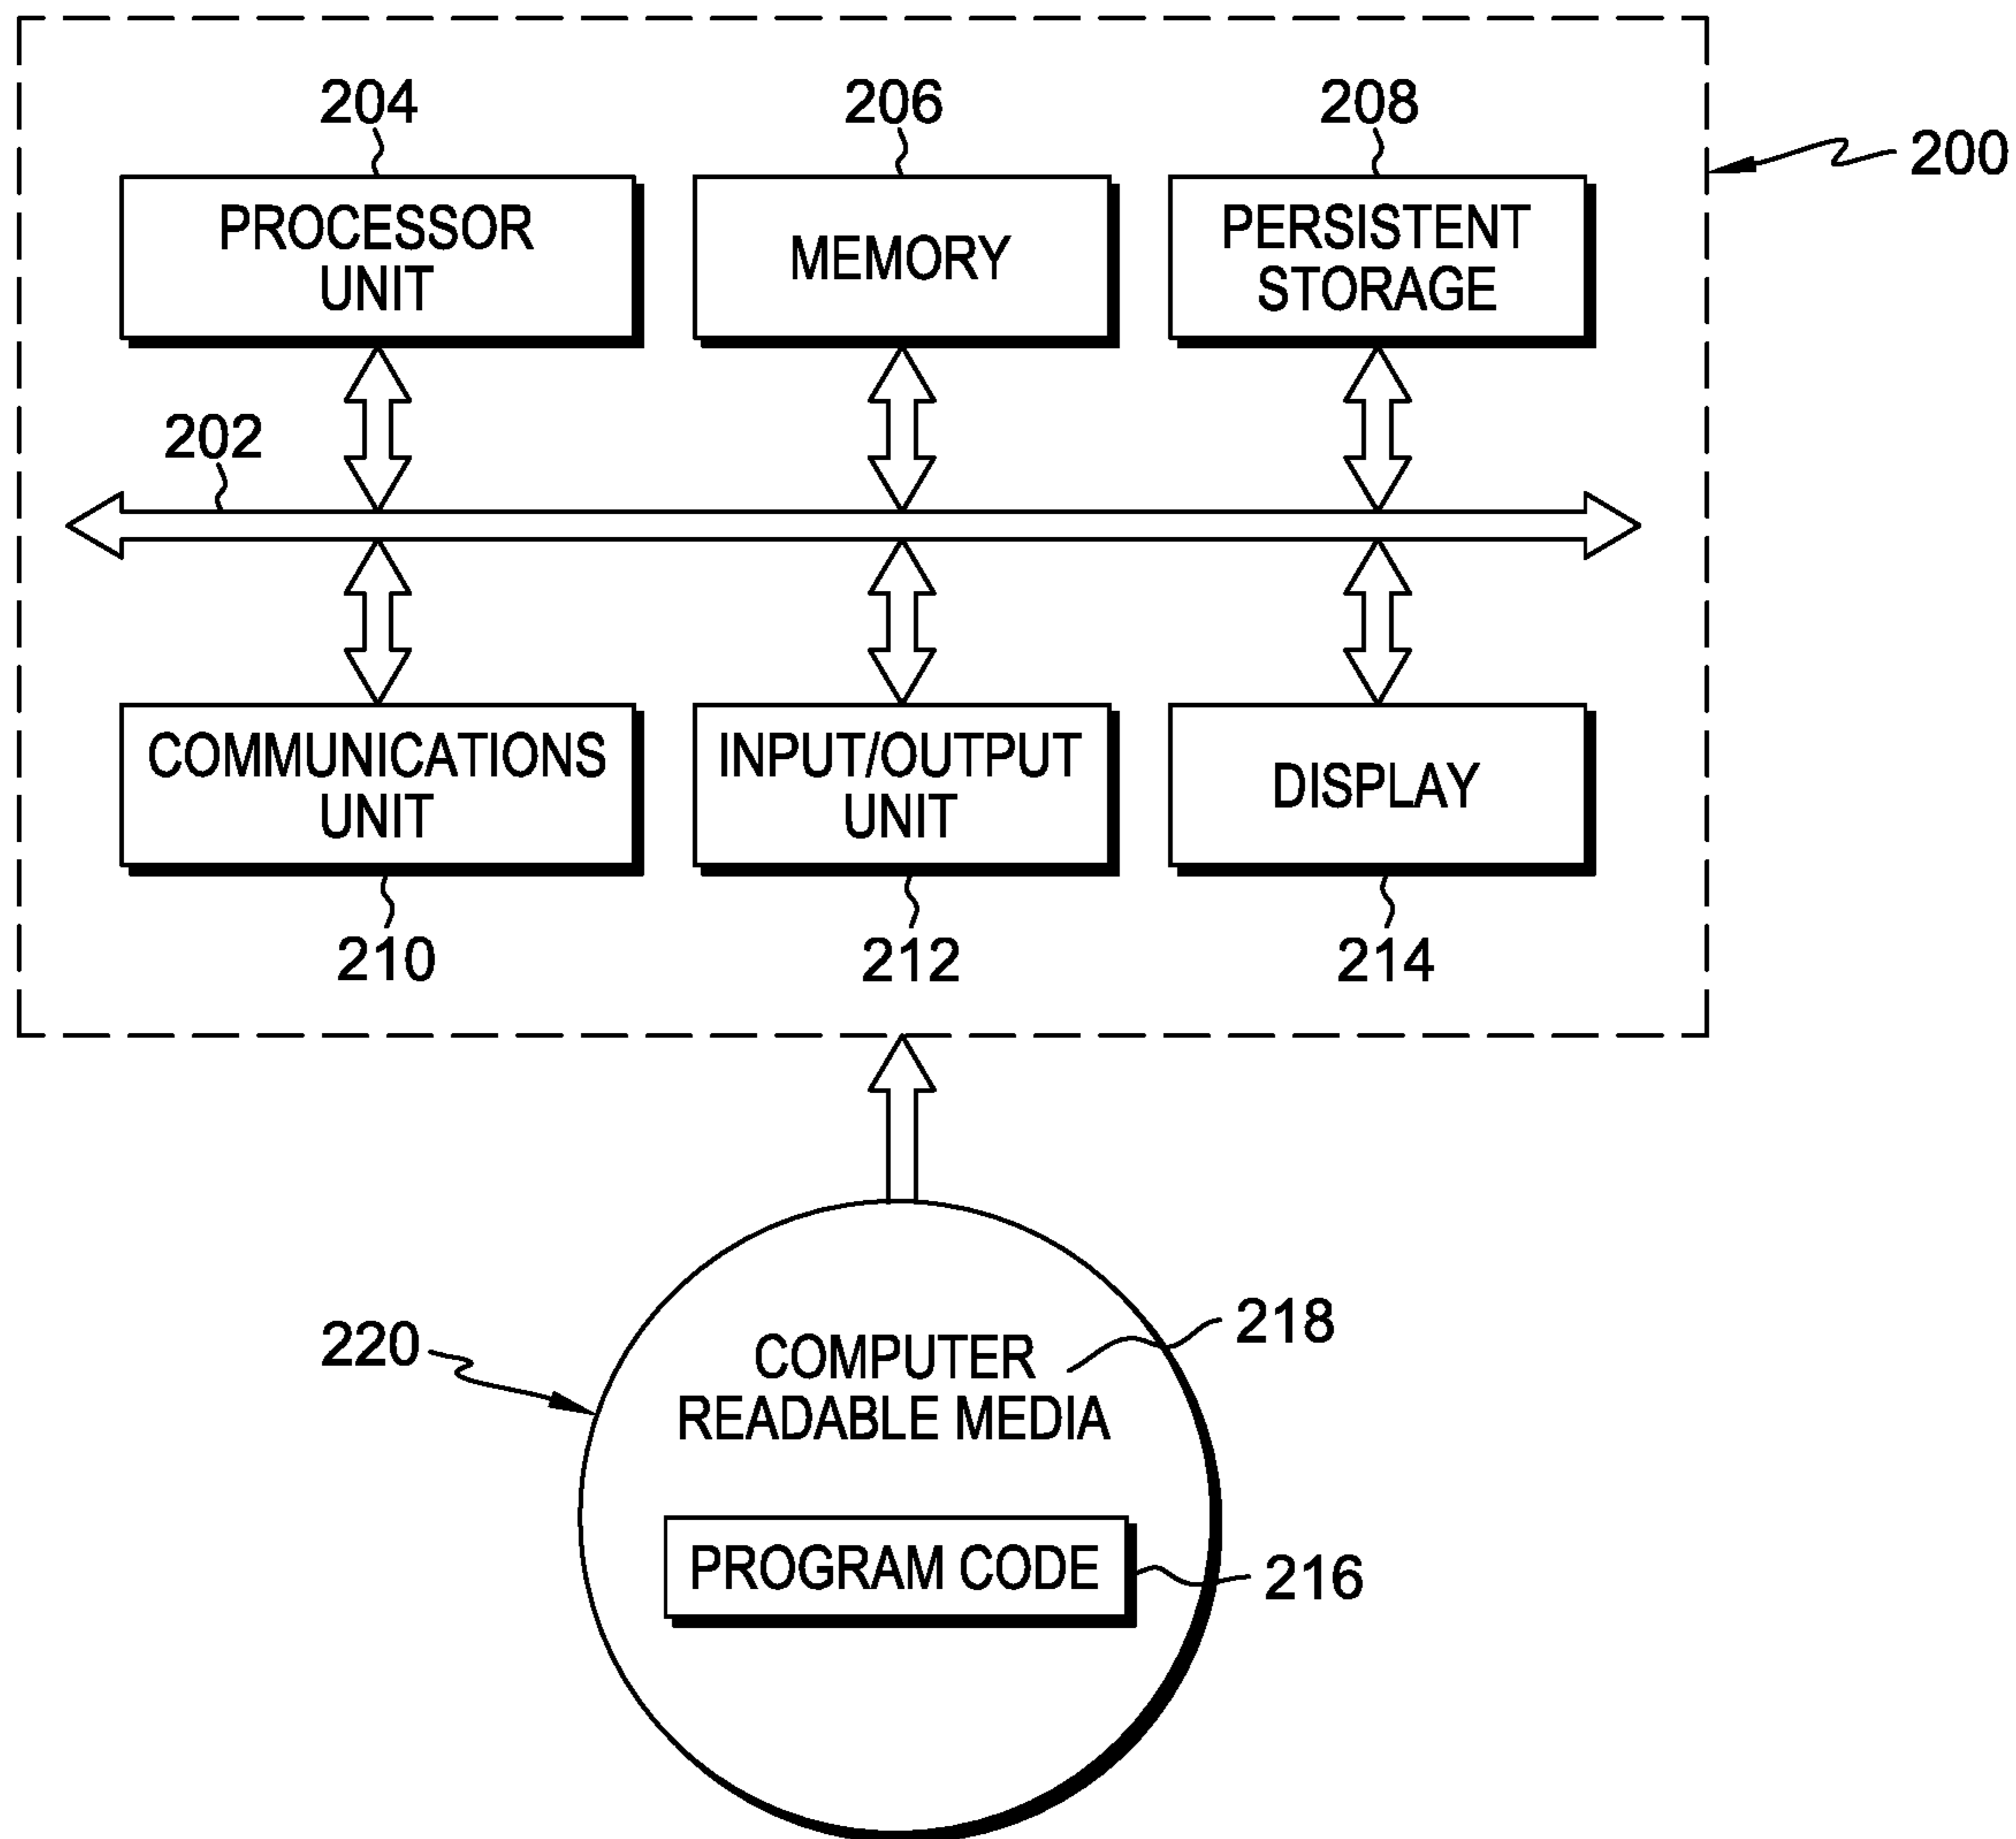 204
206
208
200
PROCESSOR
UNIT
MEMORY
PERSISTENT
STORAGE
202
COMMUNICATIONS
UNIT
INPUT/OUTPUT
UNIT
DISPLAY
210
212
214
220
COMPUTER
READABLE MEDIA
218
PROGRAM CODE
216